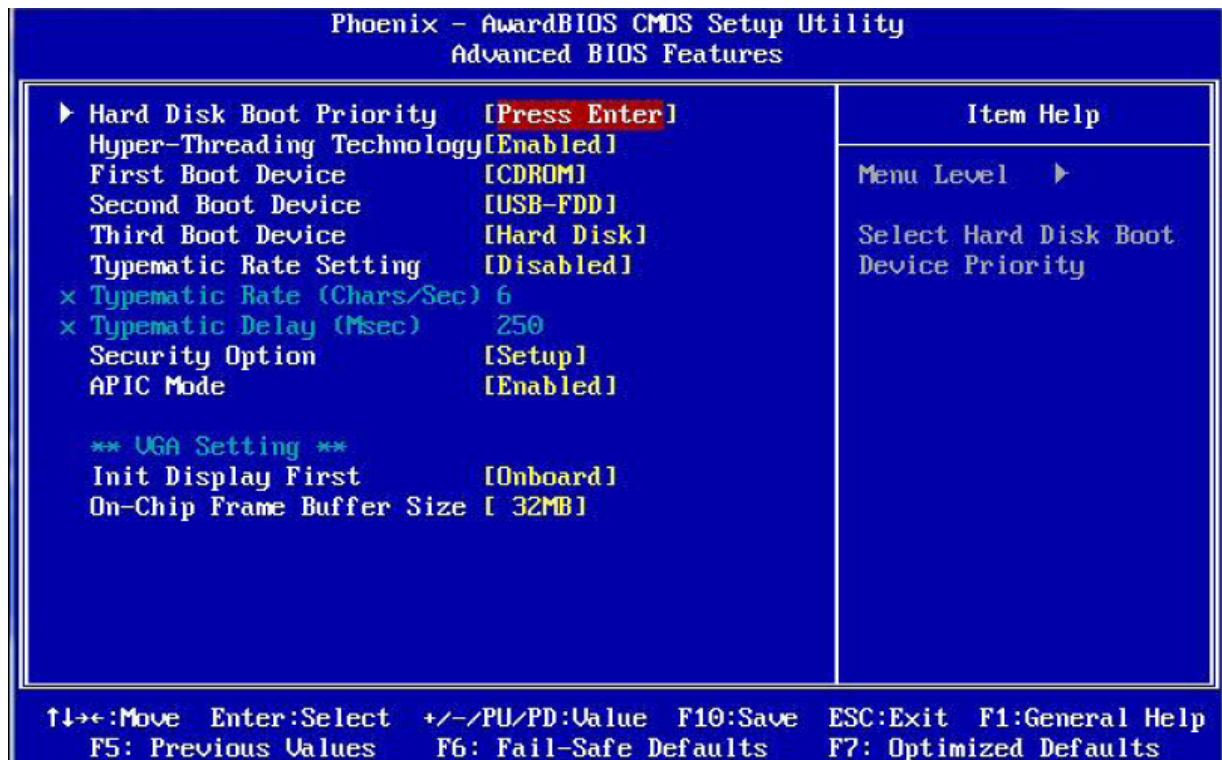 Phoenix - AwardBIOS CMOS Setup Utility
Advanced BIOS Features
Hard Disk Boot Priority [Press Enter]
Hyper-Threading Technology[Enabled]
First Boot Device [CDROM]
Second Boot Device [USB-FDD]
Third Boot Device [Hard Disk]
Typematic Rate Setting [Disabled]
x Typematic Rate (Chars/Sec) 6
x Typematic Delay (Msec) 250
Security Option [Setup]
APIC Mode [Enabled]
** VGA Setting **
Init Display First [Onboard]
On-Chip Frame Buffer Size [ 32MB]
Item Help
Menu Level ▶
Select Hard Disk Boot
Device Priority
↑↓→←:Move Enter:Select +/-/PU/PD:Value F10:Save ESC:Exit F1:General Help
F5: Previous Values F6: Fail-Safe Defaults F7: Optimized Defaults